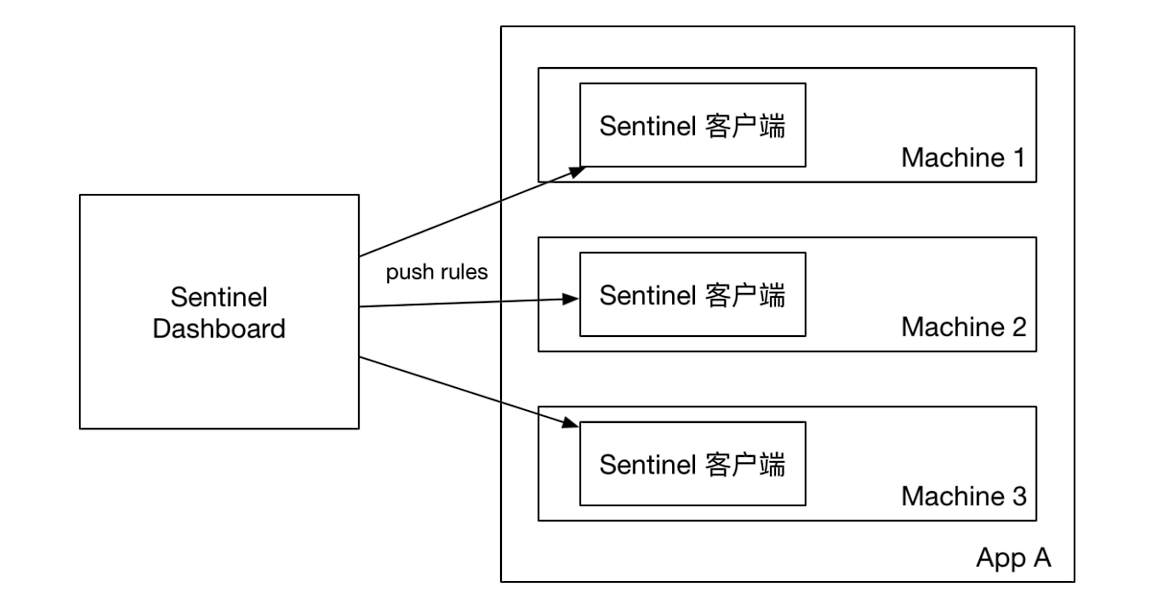 Sentinel
Dashboard
push rules
Sentinel 客户端
Machine 1
Sentinel 客户端
Machine 2
Sentinel 客户端
Machine 3
App A